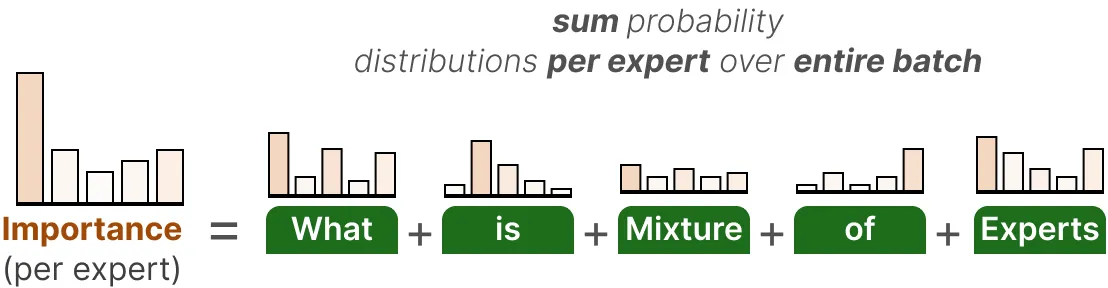 sum probability
distributions per expert over entire batch
Importance = What + is + Mixture + of + Experts
(per expert)